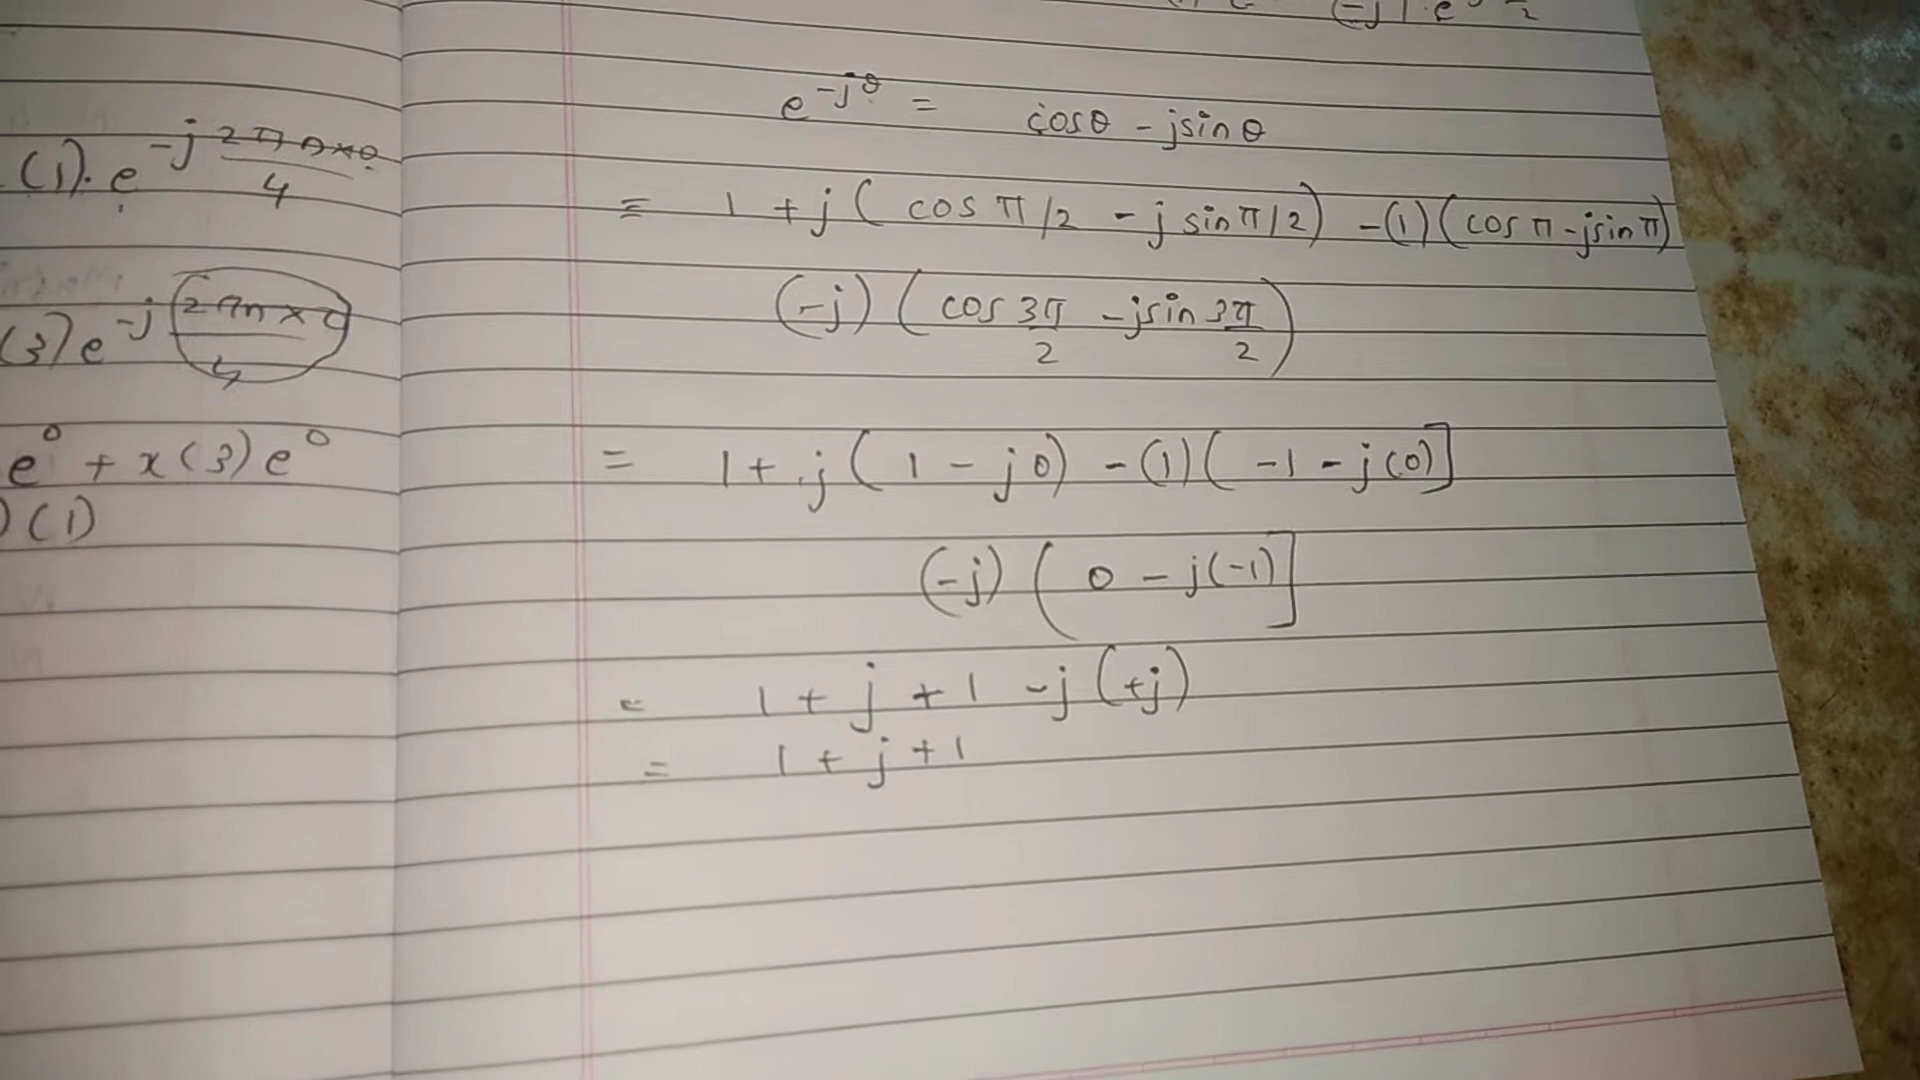 (1). e^-j 2πn×0/4
(3) e^-j 2πn×0/4
e^0 + x(3) e^0
)(1)
(-j) . e
e^-jθ = cosθ - jsinθ
= 1 + j ( cos π/2 - j sin π/2) - (1) (cos π - jsin π)
(-j) ( cos 3π/2 - jsin 3π/2 )
= 1 + j ( 1 - j0) - (1) ( -1 - j(0)]
(-j) ( 0 - j(-1) ]
= 1 + j + 1 - j (+j)
= 1 + j + 1